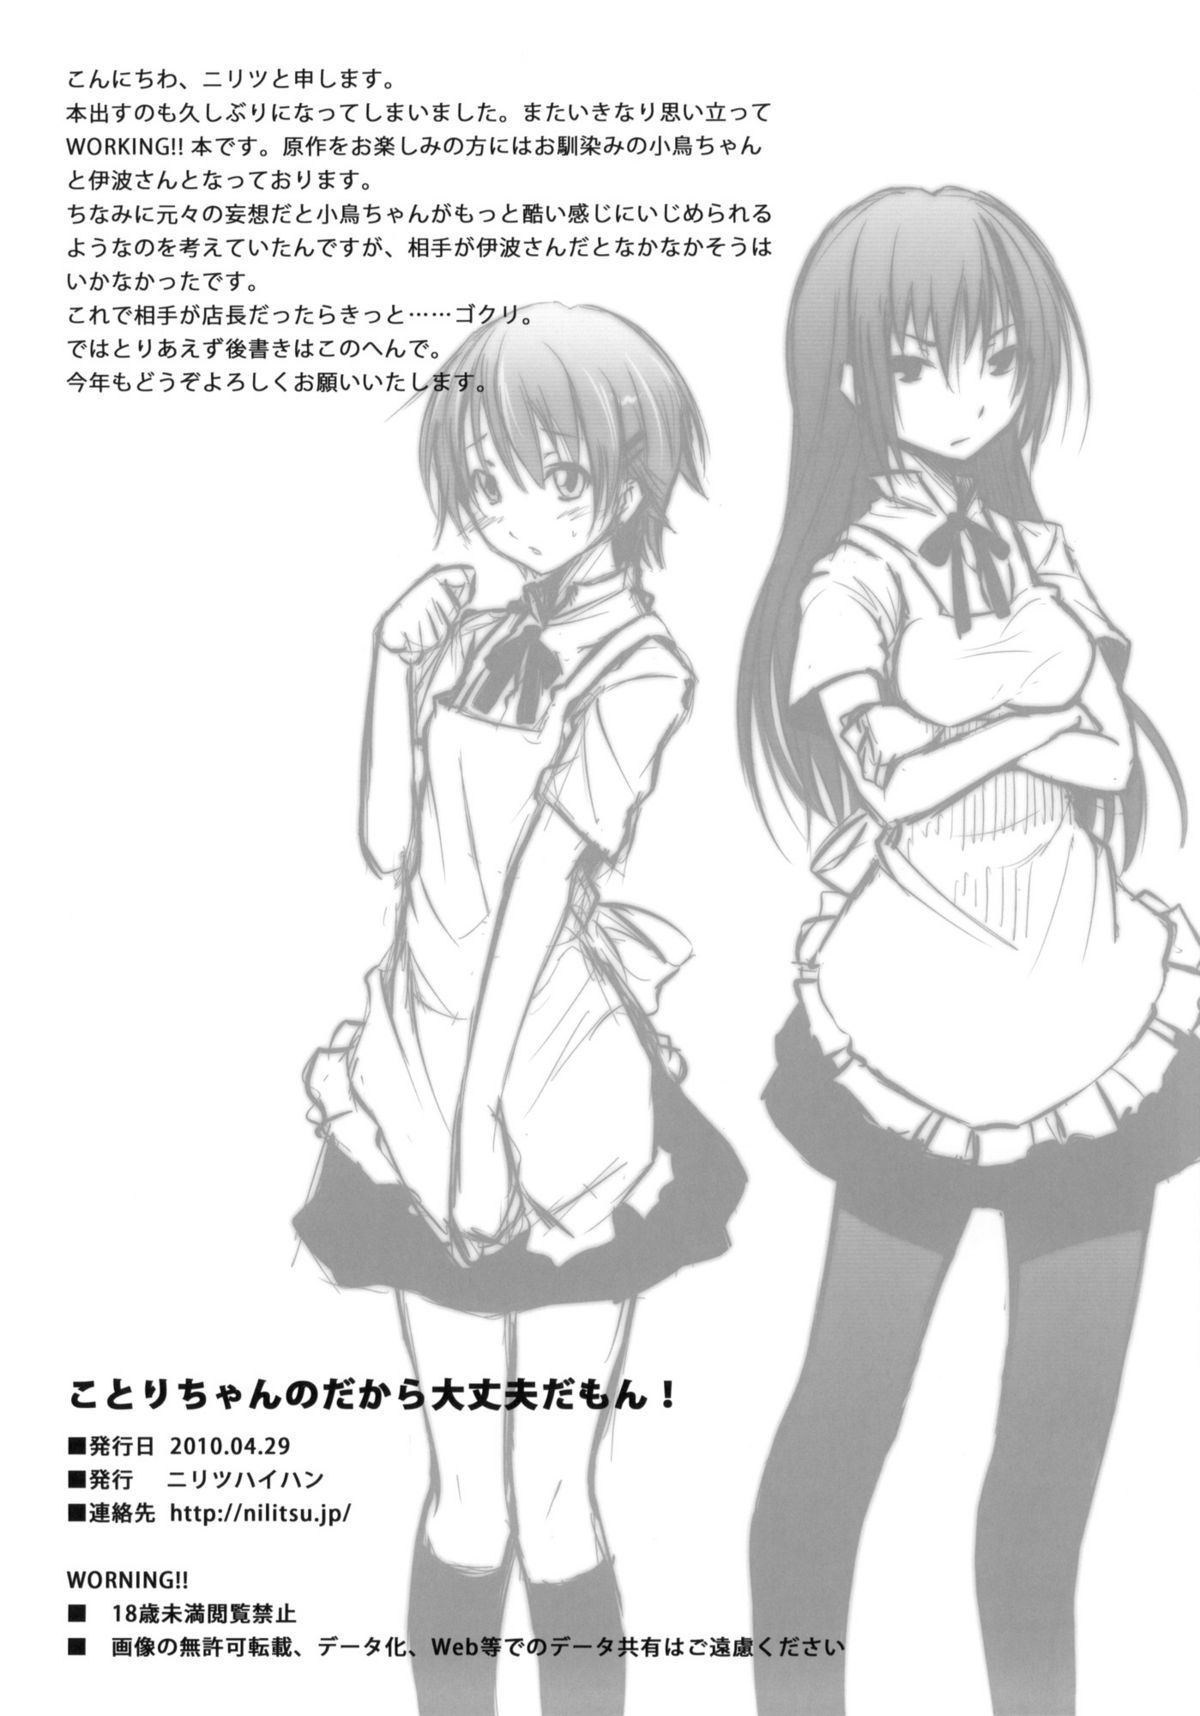 こんにちわ、ニリツと申します。
本出すのも久しぶりになってしまいました。またいきなり思い立って
WORKING!! 本です。原作をお楽しみの方にはお馴染みの小鳥ちゃん
と伊波さんとなっております。
ちなみに元々の妄想だと小鳥ちゃんがもっと酷い感じにいじめられる
ようなのを考えていたんですが、相手が伊波さんだとなかなかそうは
いかなかったです。
これで相手が店長だったらきっと……ゴクリ。
ではとりあえず後書きはこのへんで。
今年もどうぞよろしくお願いいたします。
ことりちゃんのだから大丈夫だもん！
■発行日 2010.04.29
■発行 ニリツハイハン
■連絡先 http://nilitsu.jp/
WORNING!!
■ 18歳未満閲覧禁止
■ 画像の無許可転載、データ化、Web等でのデータ共有はご遠慮ください